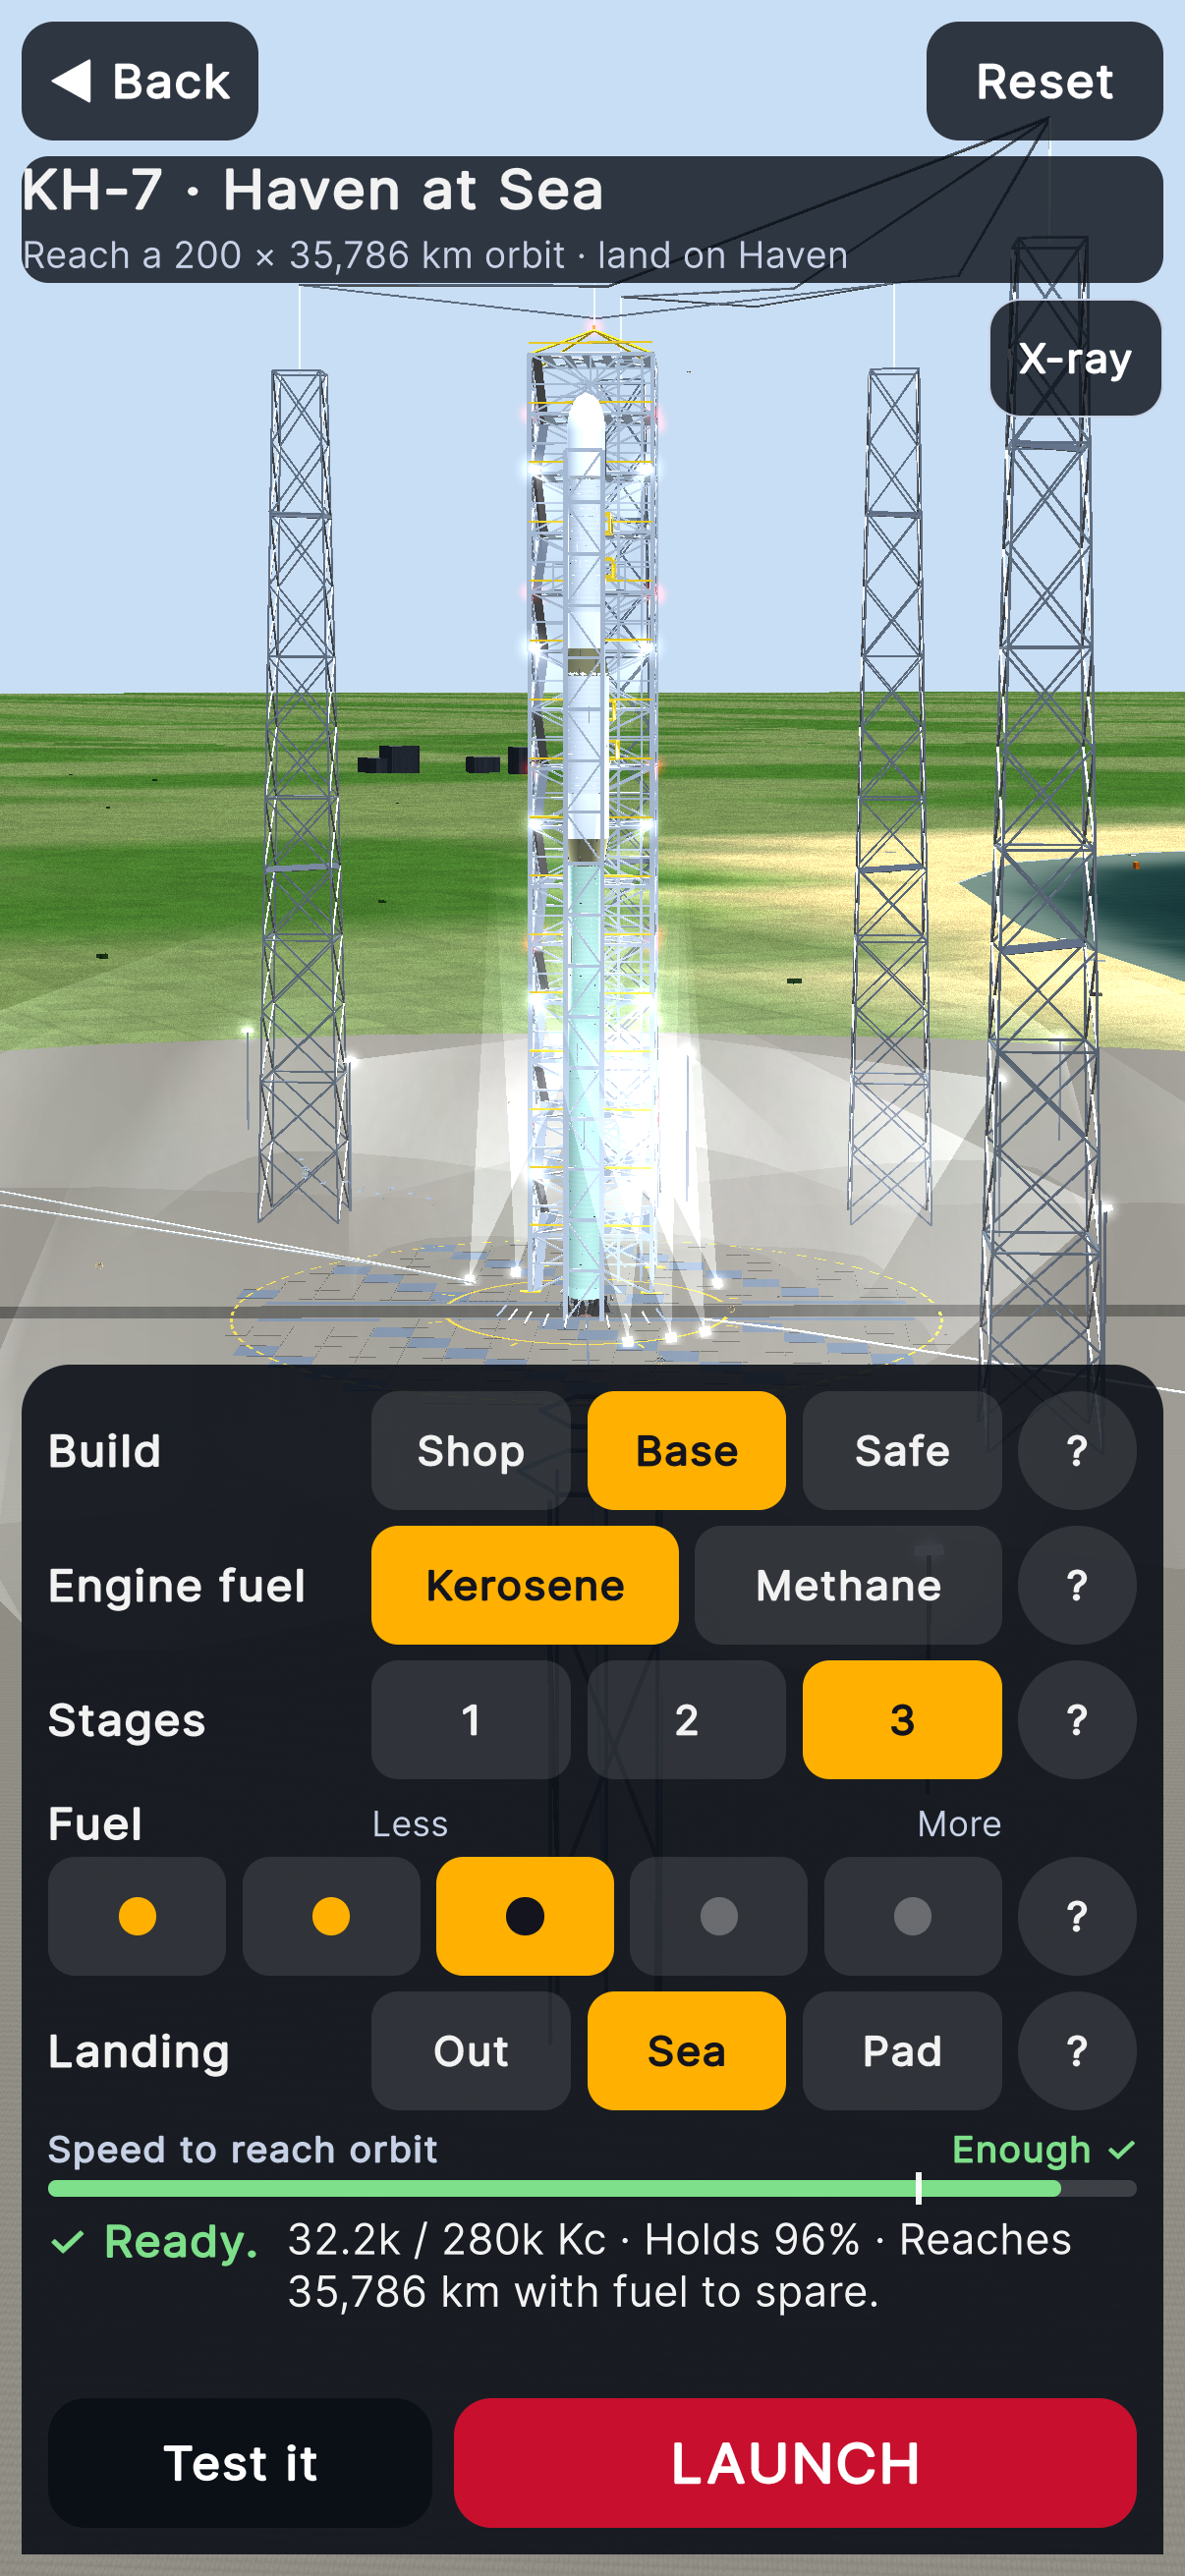 ◀ Back
Reset
KH-7 · Haven at Sea
Reach a 200 × 35,786 km orbit · land on Haven
X-ray
Build
Shop
Base
Safe
?
Engine fuel
Kerosene
Methane
?
Stages
1
2
3
?
Fuel
Less
More
?
Landing
Out
Sea
Pad
?
Speed to reach orbit
Enough ✓
✓ Ready.
32.2k / 280k Kc · Holds 96% · Reaches
35,786 km with fuel to spare.
Test it
LAUNCH